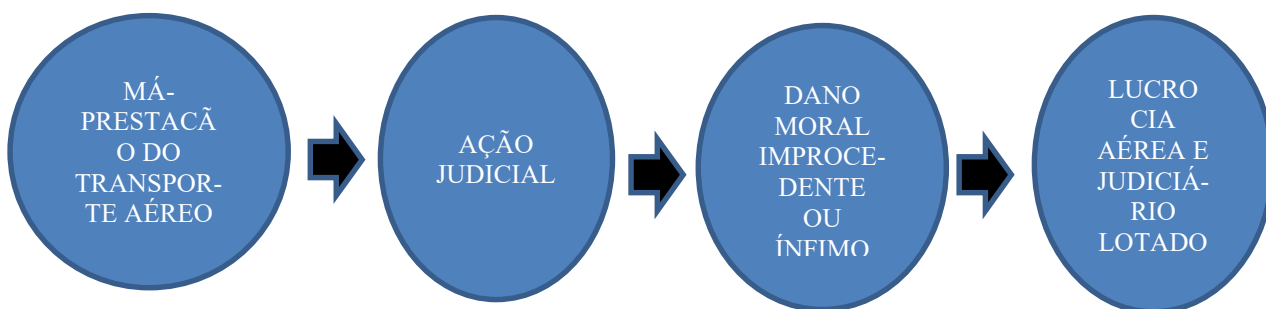 MÁ-
PRESTACÃ
O DO
TRANSPOR-
TE AÉREO
AÇÃO
JUDICIAL
DANO
MORAL
IMPROCE-
DENTE
OU
ÍNFIMO
LUCRO
CIA
AÉREA E
JUDICIÁ-
RIO
LOTADO